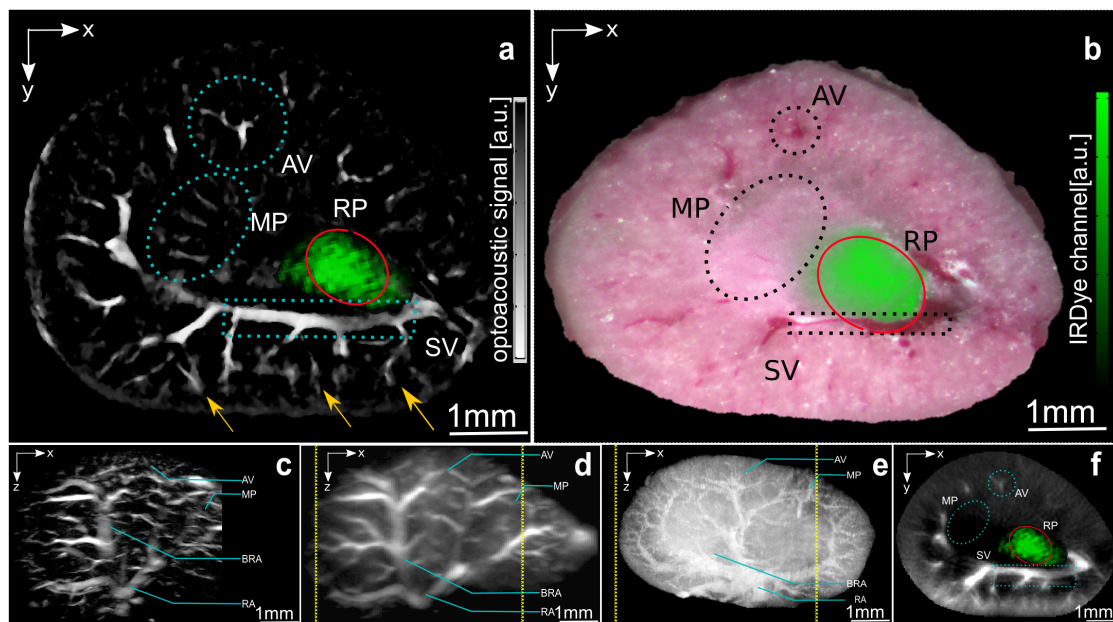 x
y
a
AV
MP
RP
SV
1mm
optoacoustic signal [a.u.]
x
y
b
AV
MP
RP
SV
1mm
IRDye channel[a.u.]
x
z
c
AV
MP
BRA
RA
1mm
x
z
d
AV
MP
BRA
RA
1mm
x
z
e
AV
MP
BRA
RA
1mm
x
y
f
MP
AV
RP
SV
1mm